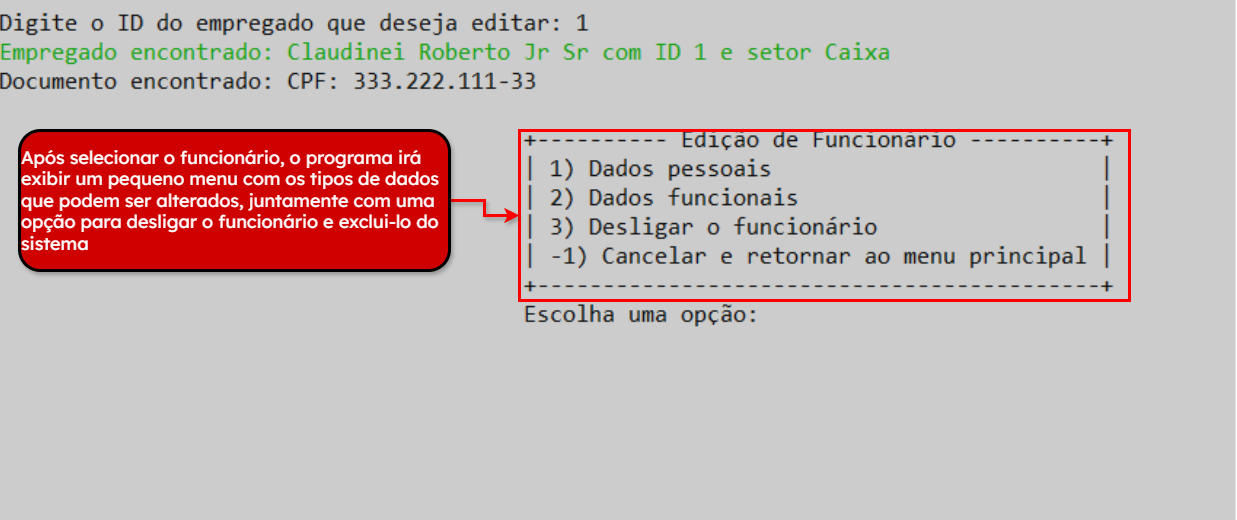 Digite o ID do empregado que deseja editar: 1
Empregado encontrado: Claudinei Roberto Jr Sr com ID 1 e setor Caixa
Documento encontrado: CPF: 333.222.111-33
Após selecionar o funcionário, o programa irá
exibir um pequeno menu com os tipos de dados
que podem ser alterados, juntamente com uma
opção para desligar o funcionário e exclui-lo do
sistema
+---------- Edição de Funcionário ----------+
| 1) Dados pessoais                         |
| 2) Dados funcionais                       |
| 3) Desligar o funcionário                 |
| -1) Cancelar e retornar ao menu principal |
+-------------------------------------------+
Escolha uma opção: